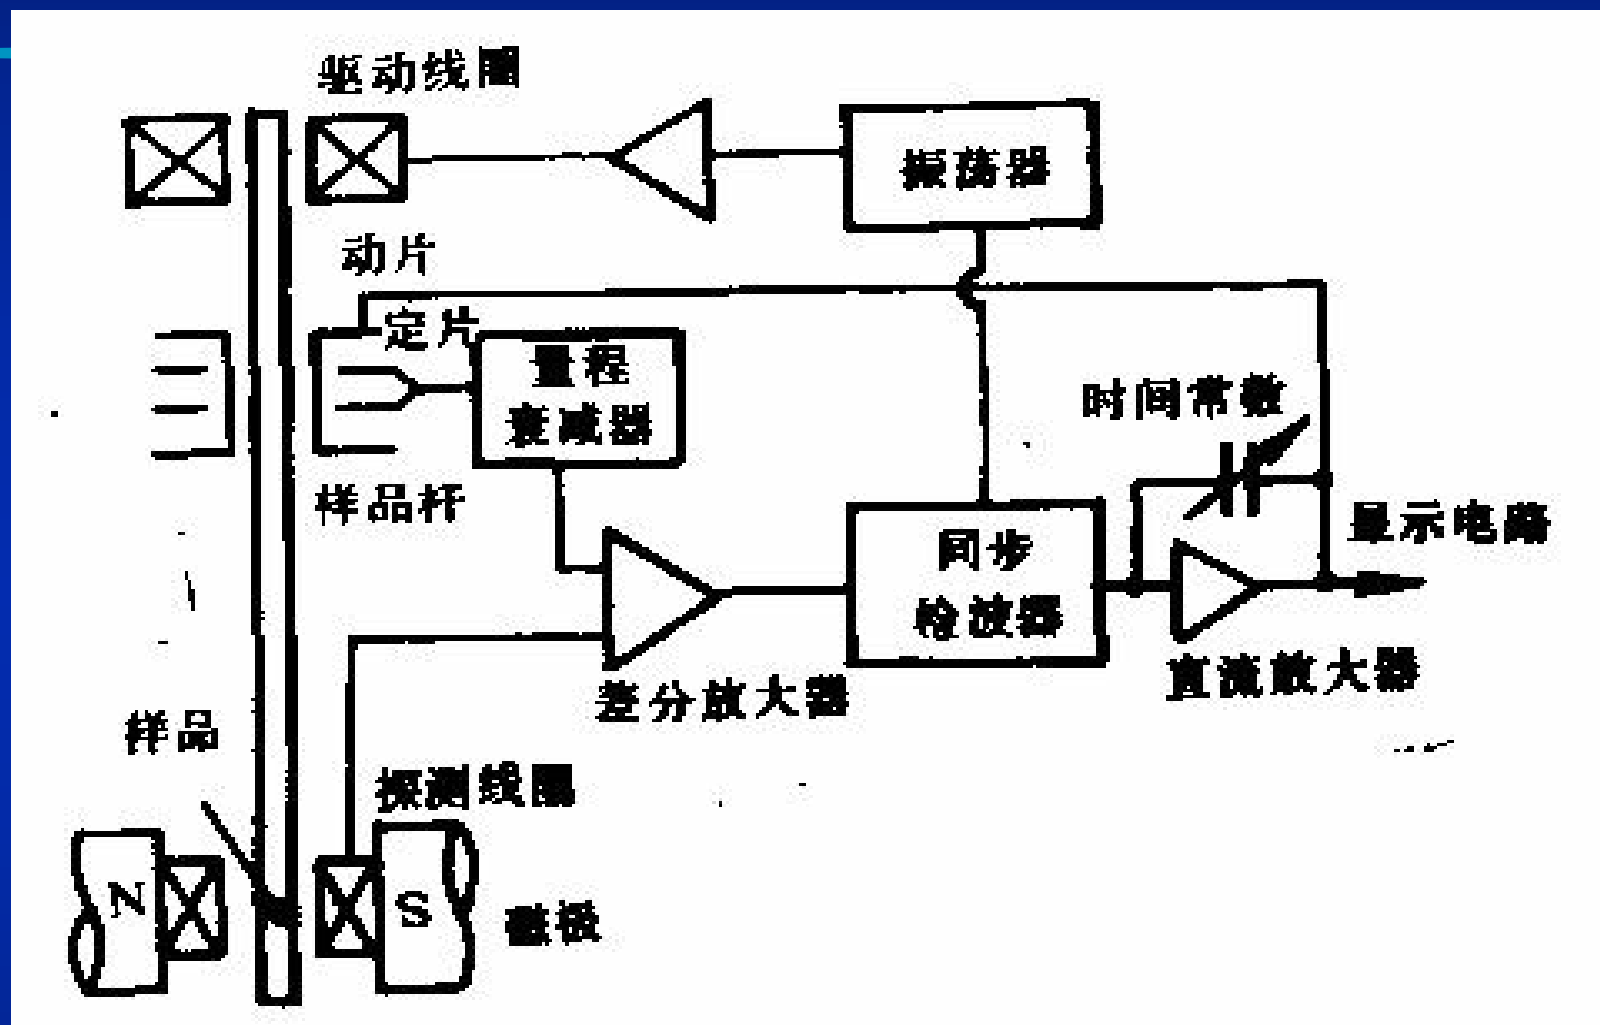 驱动线圈
振荡器
动片
定片
量程
衰减器
时间常数
样品杆
显示电路
同步
检波器
差分放大器
直流放大器
样品
探测线圈
N
S
磁极